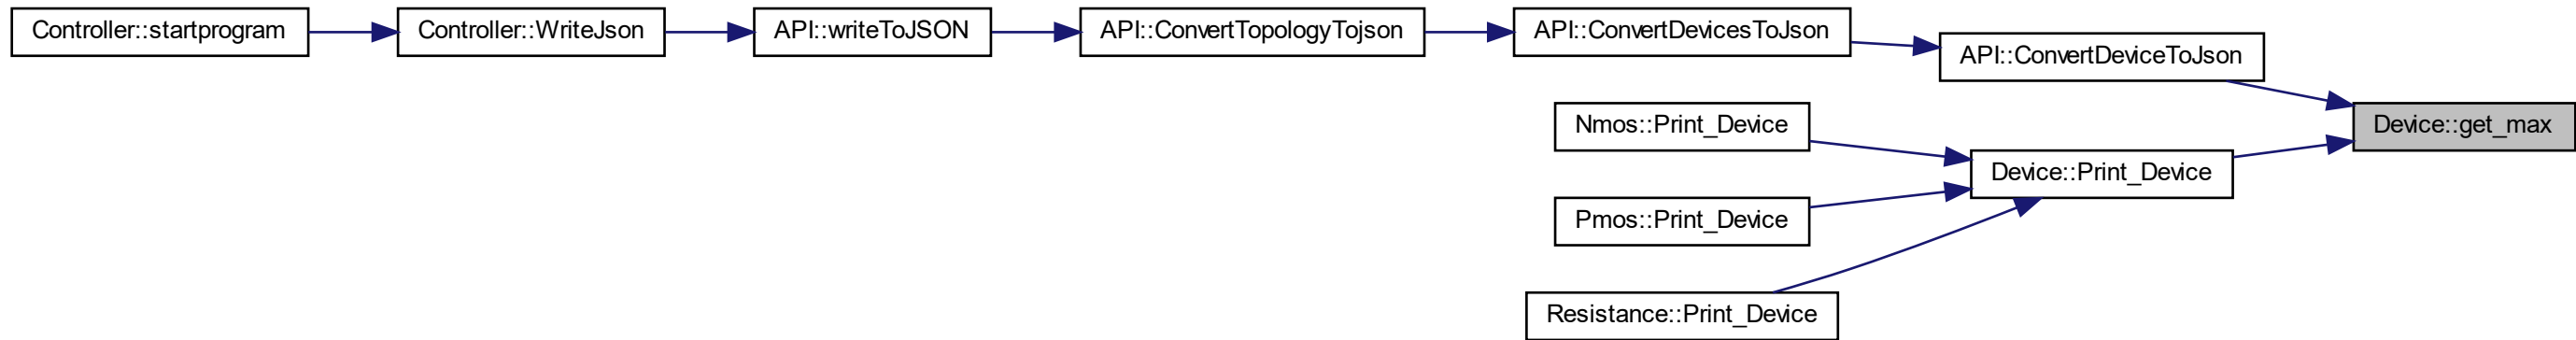 Controller::startprogram
Controller::WriteJson
API::writeToJSON
API::ConvertTopologyTojson
API::ConvertDevicesToJson
API::ConvertDeviceToJson
Nmos::Print_Device
Device::get_max
Device::Print_Device
Pmos::Print_Device
Resistance::Print_Device